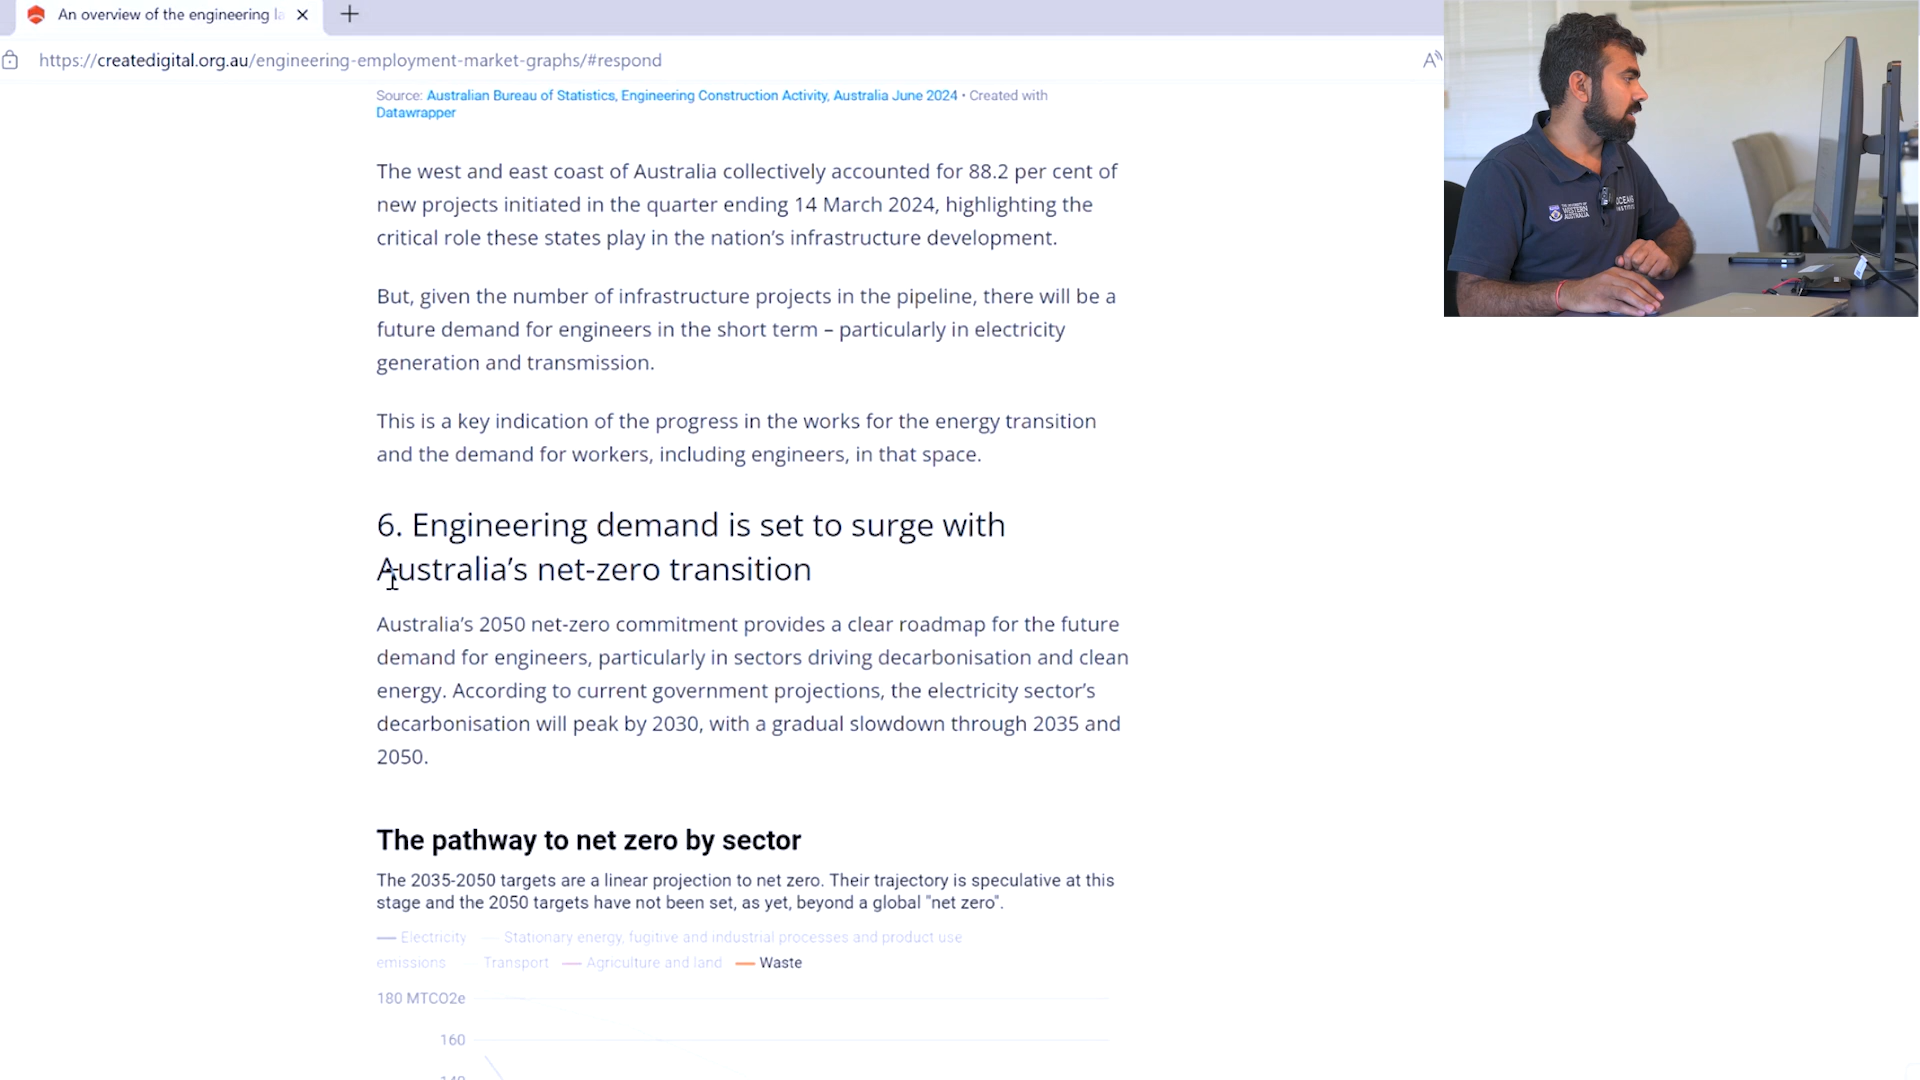 An overview of the engineering
https://createdigital.org.au/engineering-employment-market-graphs/#respond
Source: Australian Bureau of Statistics, Engineering Construction Activity, Australia June 2024 • Created with
Datawrapper
The west and east coast of Australia collectively accounted for 88.2 per cent of
new projects initiated in the quarter ending 14 March 2024, highlighting the
critical role these states play in the nation’s infrastructure development.
But, given the number of infrastructure projects in the pipeline, there will be a
future demand for engineers in the short term – particularly in electricity
generation and transmission.
This is a key indication of the progress in the works for the energy transition
and the demand for workers, including engineers, in that space.
6. Engineering demand is set to surge with
Australia’s net-zero transition
Australia’s 2050 net-zero commitment provides a clear roadmap for the future
demand for engineers, particularly in sectors driving decarbonisation and clean
energy. According to current government projections, the electricity sector’s
decarbonisation will peak by 2030, with a gradual slowdown through 2035 and
2050.
The pathway to net zero by sector
The 2035-2050 targets are a linear projection to net zero. Their trajectory is speculative at this
stage and the 2050 targets have not been set, as yet, beyond a global "net zero".
Electricity Stationary energy, fugitive and industrial processes and product use
emissions Transport Agriculture and land Waste
180 MTCO2e
160
WESTERN
AUSTRALIA